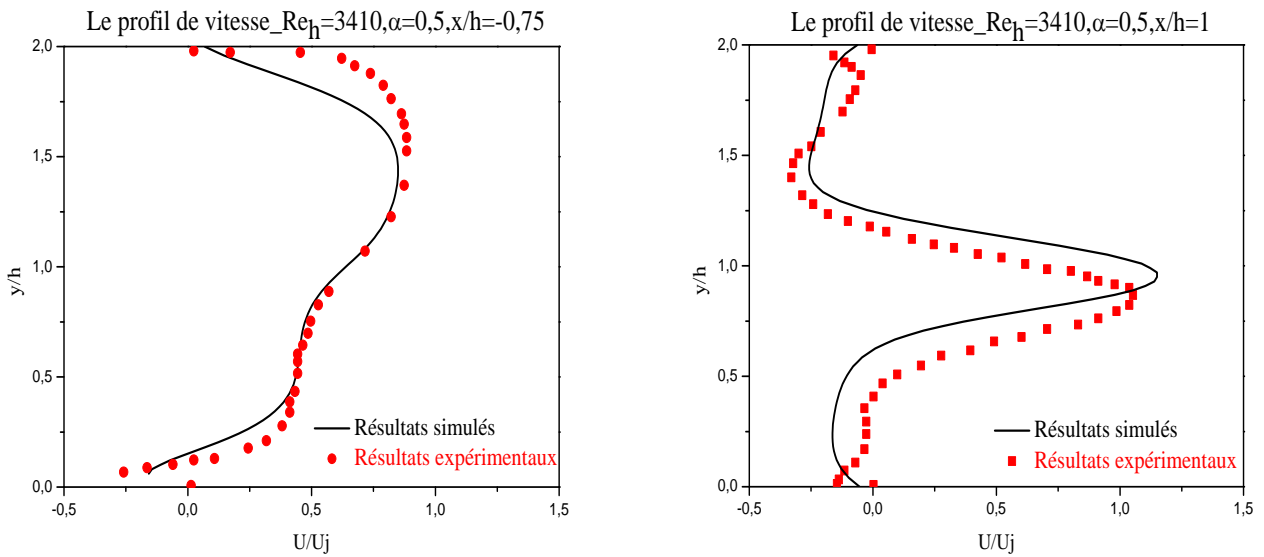 Le profil de vitesse_Reh=3410,α=0,5,x/h=-0,75
2,0
1,5
1,0
0,5
0,0
y/h
-0,5
0,0
0,5
1,0
1,5
U/Uj
Résultats simulés
Résultats expérimentaux
Le profil de vitesse_Reh=3410,α=0,5,x/h=1
2,0
1,5
1,0
0,5
0,0
y/h
-0,5
0,0
0,5
1,0
1,5
U/Uj
Résultats simulés
Résultats expérimentaux